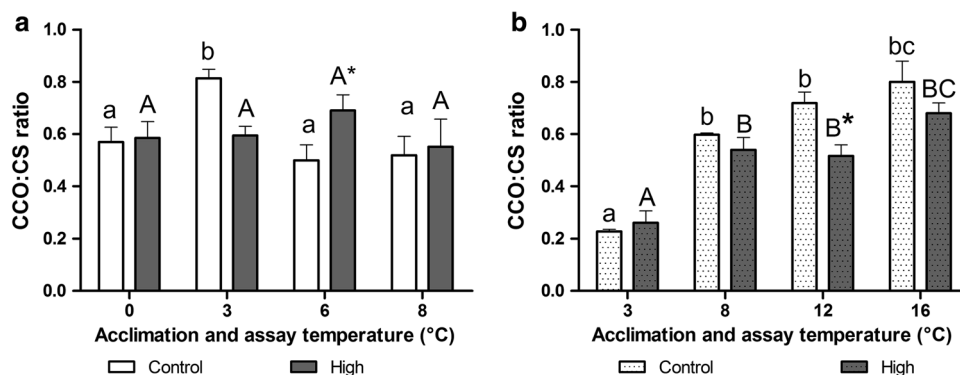 a
CCO:CS ratio
1.0
0.8
0.6
0.4
0.2
0.0
a A
b A
a A*
a A
0 3 6 8
Acclimation and assay temperature (°C)
Control High
b
CCO:CS ratio
1.0
0.8
0.6
0.4
0.2
0.0
a A
b B
b B*
bc BC
3 8 12 16
Acclimation and assay temperature (°C)
Control High